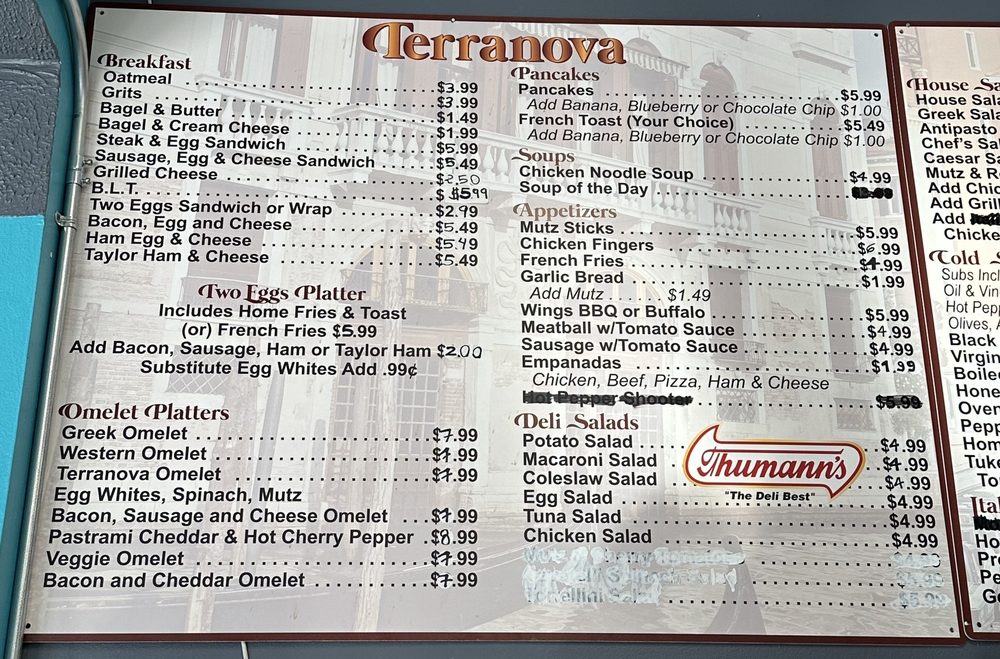 Terranova
Breakfast
Oatmeal $3.99
Grits $3.99
Bagel & Butter $1.49
Bagel & Cream Cheese $1.99
Steak & Egg Sandwich $5.99
Sausage, Egg & Cheese Sandwich $5.49
Grilled Cheese $2.50
B.L.T. $5.99
Two Eggs Sandwich or Wrap $2.99
Bacon, Egg and Cheese $5.49
Ham Egg & Cheese $5.49
Taylor Ham & Cheese $5.49
Two Eggs Platter
Includes Home Fries & Toast
(or) French Fries $5.99
Add Bacon, Sausage, Ham or Taylor Ham $2.00
Substitute Egg Whites Add .99¢
Omelet Platters
Greek Omelet $7.99
Western Omelet $7.99
Terranova Omelet $7.99
Egg Whites, Spinach, Mutz
Bacon, Sausage and Cheese Omelet $7.99
Pastrami Cheddar & Hot Cherry Pepper $8.99
Veggie Omelet $7.99
Bacon and Cheddar Omelet $7.99
Pancakes
Pancakes $5.99
Add Banana, Blueberry or Chocolate Chip $1.00
French Toast (Your Choice) $5.49
Add Banana, Blueberry or Chocolate Chip $1.00
Soups
Chicken Noodle Soup $4.99
Soup of the Day
Appetizers
Mutz Sticks $5.99
Chicken Fingers $6.99
French Fries $4.99
Garlic Bread $1.99
Add Mutz $1.49
Wings BBQ or Buffalo $5.99
Meatball w/Tomato Sauce $4.99
Sausage w/Tomato Sauce $4.99
Empanadas $1.99
Chicken, Beef, Pizza, Ham & Cheese
Hot Pepper Shooter $5.99
Deli Salads
Potato Salad $4.99
Macaroni Salad $4.99
Coleslaw Salad $4.99
Egg Salad $4.99
Tuna Salad $4.99
Chicken Salad $4.99
Tortellini Salad $5.99
Thumann's
"The Deli Best"
House Sa
House Sala
Greek Sala
Antipasto
Chef's Sal
Caesar Sa
Mutz & R
Add Chic
Add Grill
Add
Chicke
Cold S
Subs Incl
Oil & Vin
Hot Pepp
Olives, A
Black
Virgin
Boiled
Hone
Oven
Pepp
Hom
Tuke
To
Ital
Ho
Pro
Pe
Ge